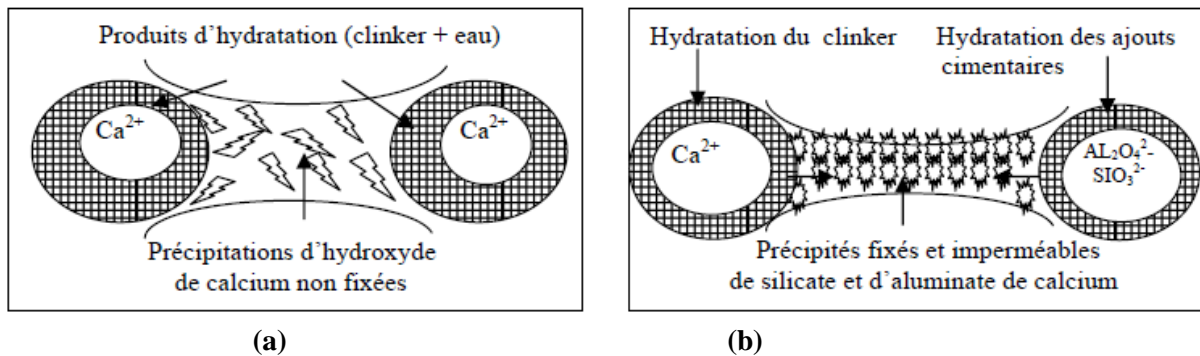 Produits d'hydratation (clinker + eau)
Ca²⁺
Ca²⁺
Précipitations d'hydroxyde
de calcium non fixées
(a)
Hydratation du clinker
Hydratation des ajouts
cimentaires
Ca²⁺
AL₂O₄²⁻
SIO₃²⁻
Précipités fixés et imperméables
de silicate et d'aluminate de calcium
(b)